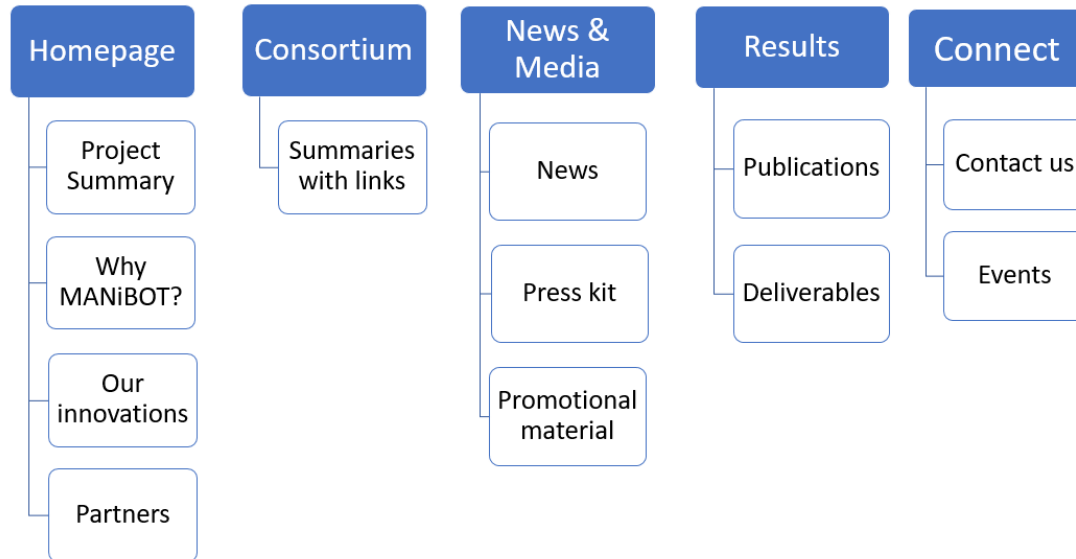 Homepage
Project
Summary
Why
MANiBOT?
Our
innovations
Partners
Consortium
Summaries
with links
News &
Media
News
Press kit
Promotional
material
Results
Publications
Deliverables
Connect
Contact us
Events